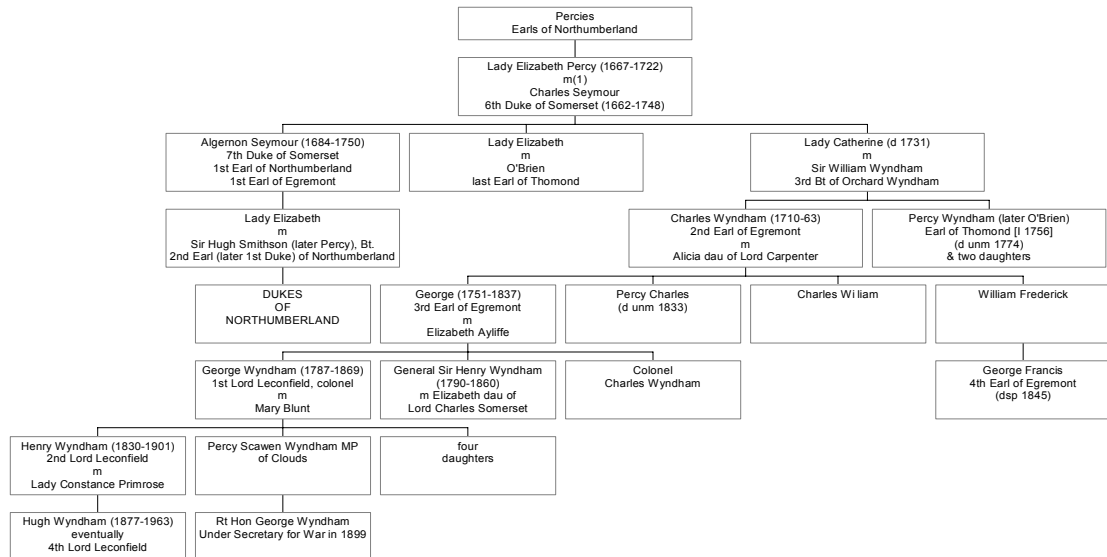 Percies
Earls of Northumberland
Lady Elizabeth Percy (1667-1722)
m(1)
Charles Seymour
6th Duke of Somerset (1662-1748)
Algernon Seymour (1684-1750)
7th Duke of Somerset
1st Earl of Northumberland
1st Earl of Egremont
Lady Elizabeth
m
O'Brien
last Earl of Thomond
Lady Catherine (d 1731)
m
Sir William Wyndham
3rd Bt of Orchard Wyndham
Lady Elizabeth
m
Sir Hugh Smithson (later Percy), Bt.
2nd Earl (later 1st Duke) of Northumberland
Charles Wyndham (1710-63)
2nd Earl of Egremont
m
Alicia dau of Lord Carpenter
Percy Wyndham (later O'Brien)
Earl of Thomond [I 1756]
(d unm 1774)
& two daughters
DUKES
OF
NORTHUMBERLAND
George (1751-1837)
3rd Earl of Egremont
m
Elizabeth Ayliffe
Percy Charles
(d unm 1833)
Charles William
William Frederick
George Wyndham (1787-1869)
1st Lord Leconfield, colonel
m
Mary Blunt
General Sir Henry Wyndham
(1790-1860)
m Elizabeth dau of
Lord Charles Somerset
Colonel
Charles Wyndham
George Francis
4th Earl of Egremont
(dsp 1845)
Henry Wyndham (1830-1901)
2nd Lord Leconfield
m
Lady Constance Primrose
Percy Scawen Wyndham MP
of Clouds
four
daughters
Hugh Wyndham (1877-1963)
eventually
4th Lord Leconfield
Rt Hon George Wyndham
Under Secretary for War in 1899